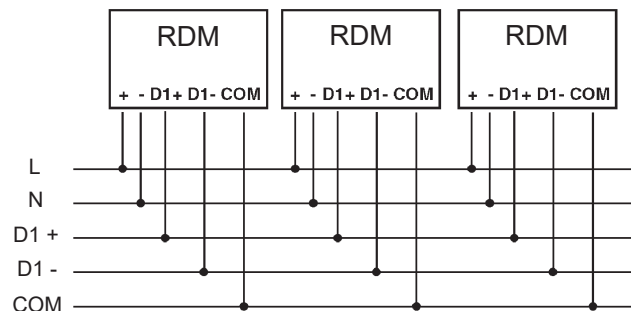 RDM RDM RDM
+ - D1+ D1- COM + - D1+ D1- COM + - D1+ D1- COM
L
N
D1 +
D1 -
COM